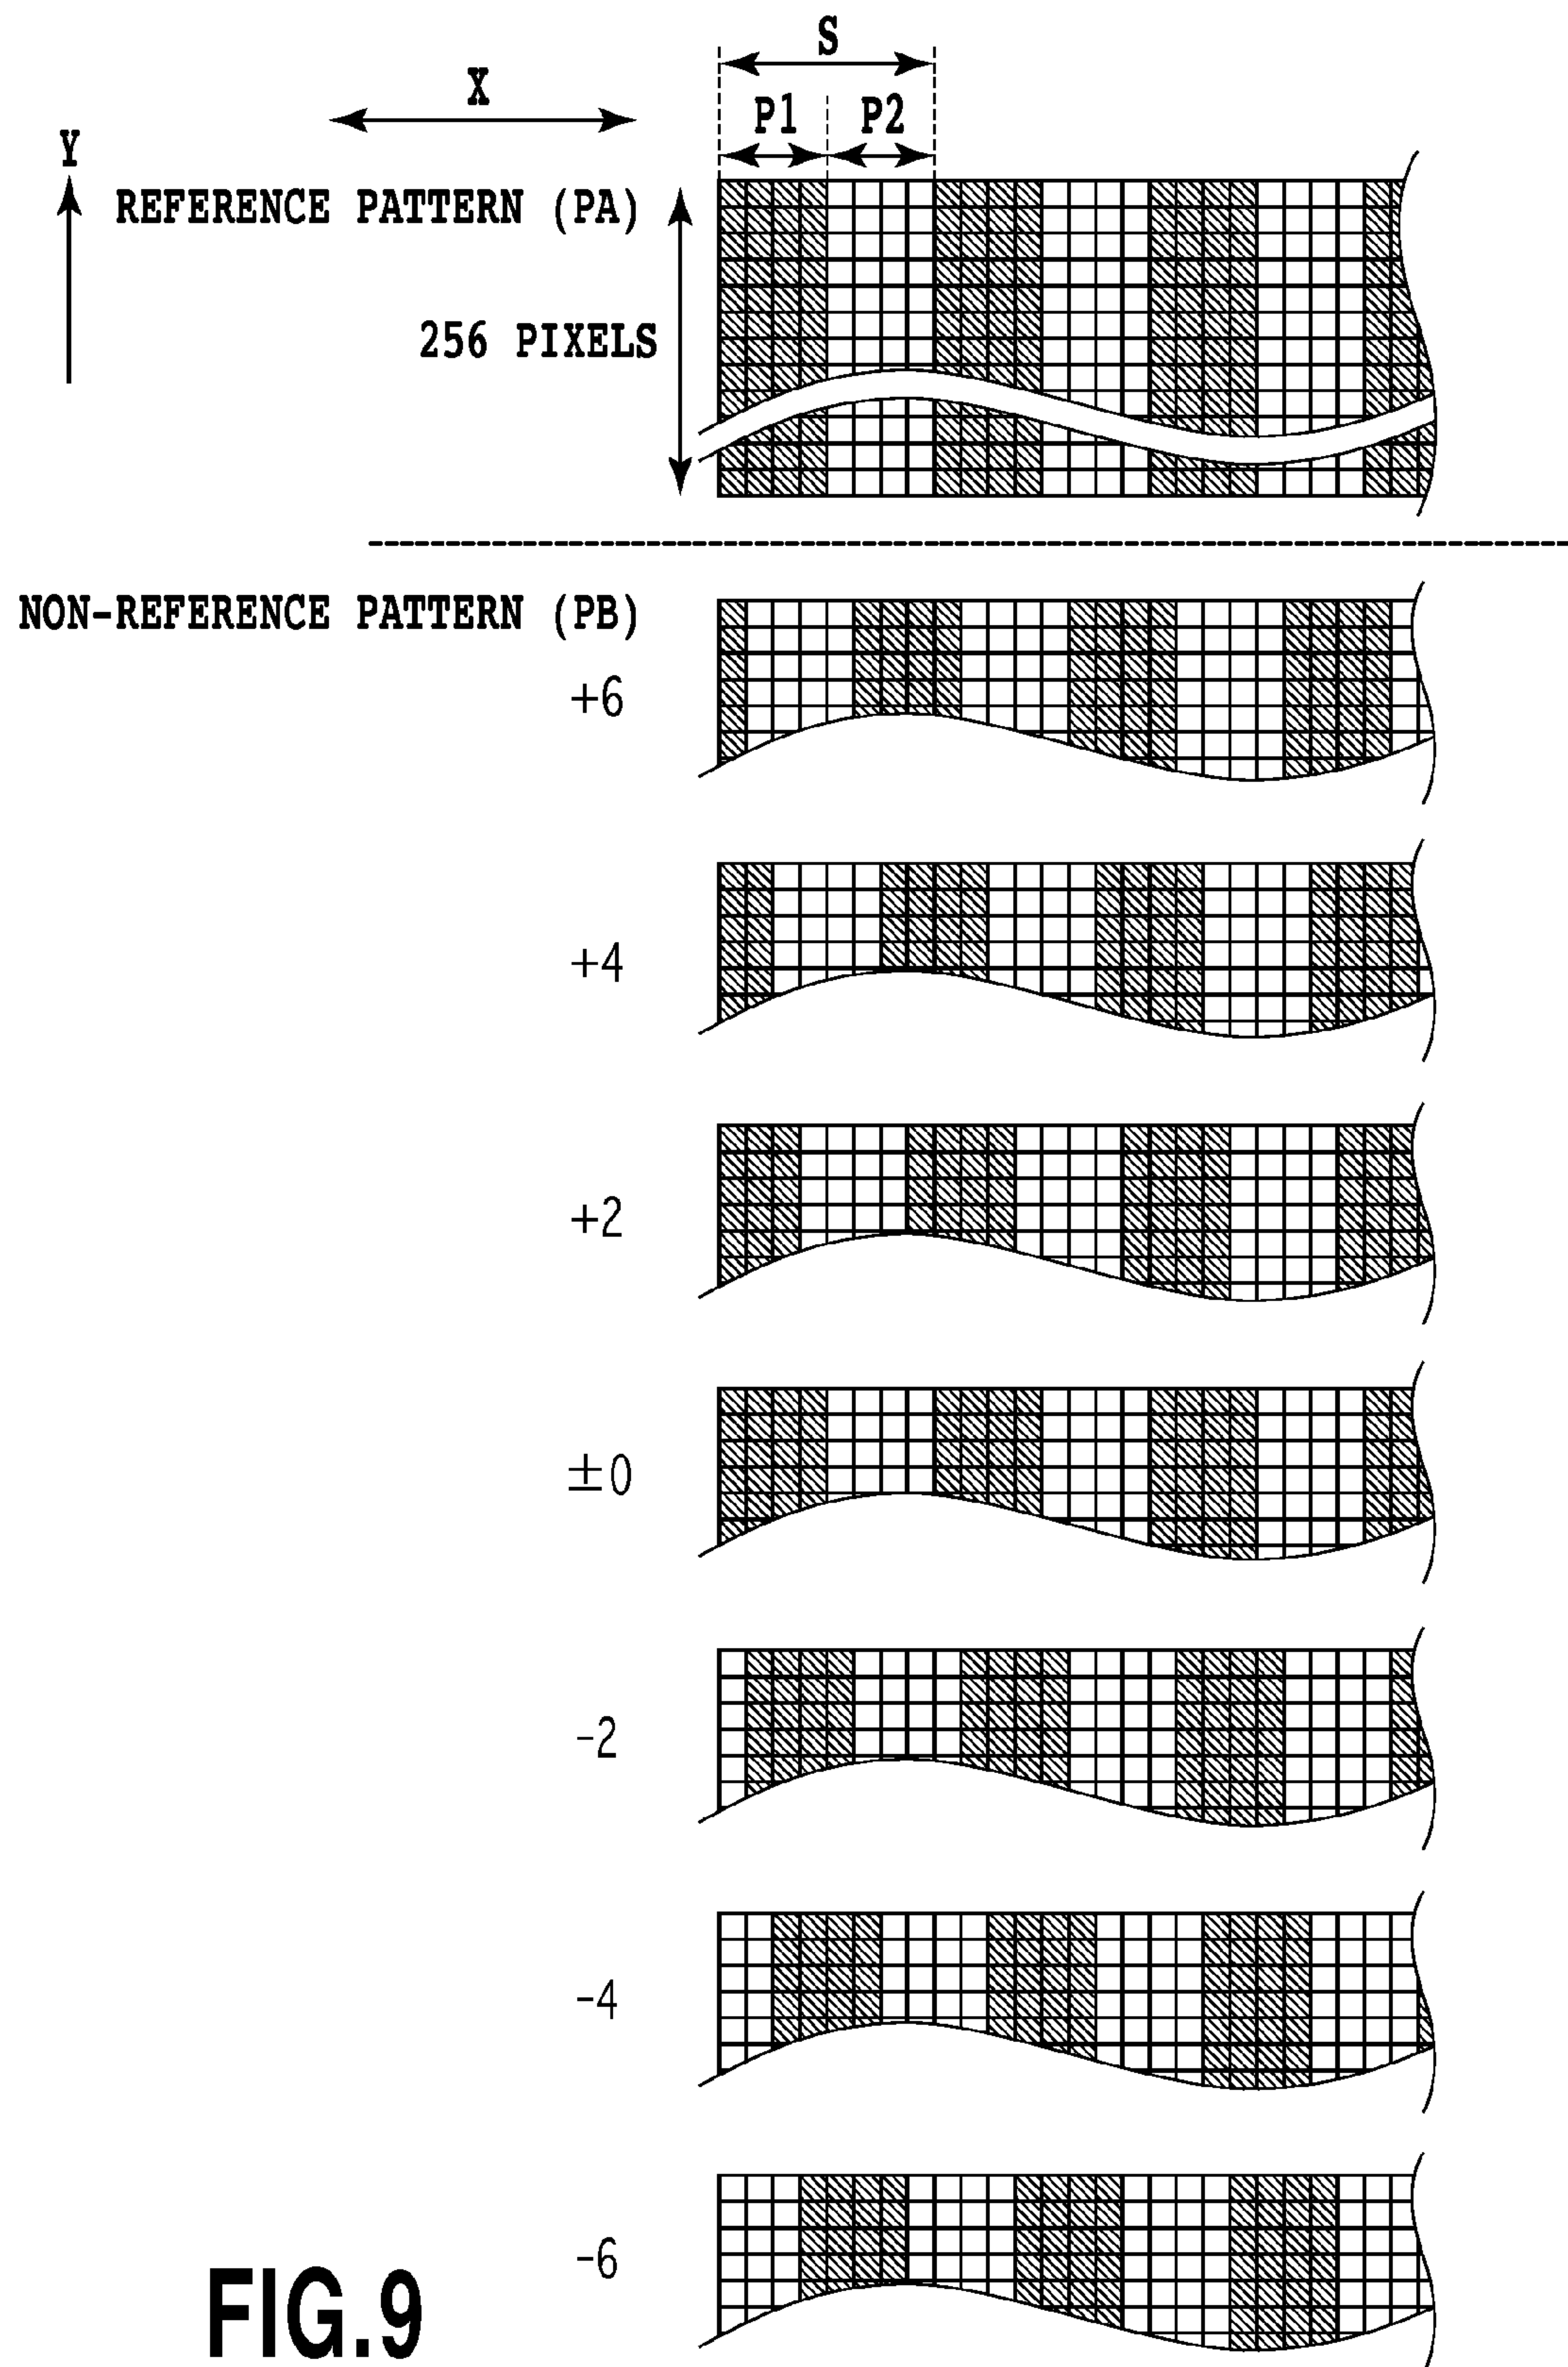 S
X
P1 P2
Y
REFERENCE PATTERN (PA)
256 PIXELS
NON-REFERENCE PATTERN (PB)
+6
+4
+2
±0
-2
-4
-6
FIG.9